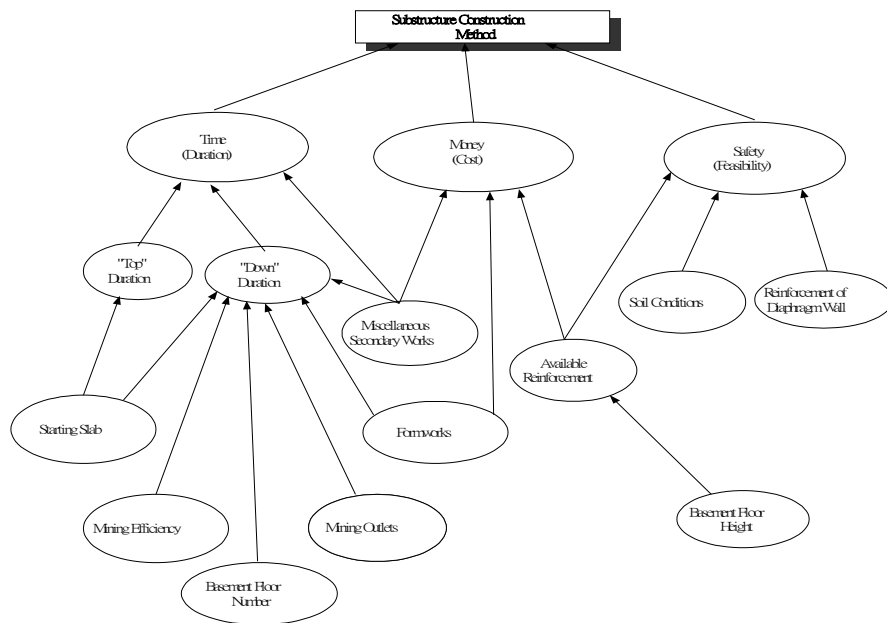 Substructure Construction
Method
Time
(Duration)
Money
(Cost)
Safety
(Feasibility)
"Top"
Duration
"Down"
Duration
Miscellaneous
Secondary Works
Soil Conditions
Reinforcement of
Diaphragm Wall
Available
Reinforcement
Starting Slab
Formworks
Mining Efficiency
Mining Outlets
Basement Floor
Height
Basement Floor
Number